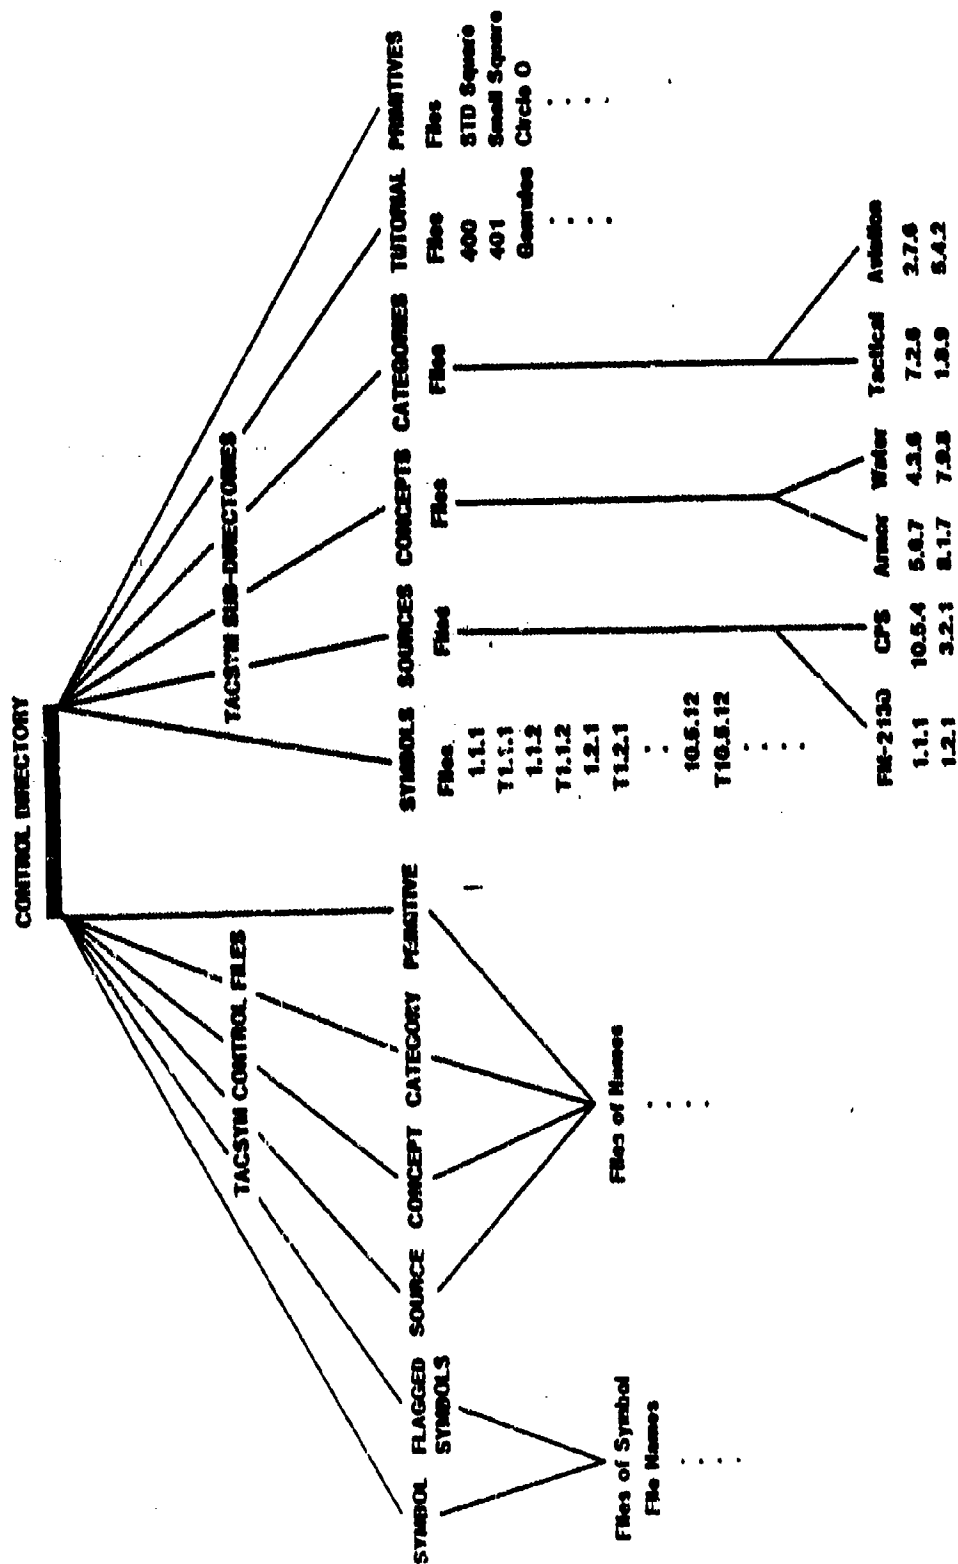 CONTROL DIRECTORY
TACSYM CONTROL FILES
TACSYM SUB-DIRECTORIES
SYMBOL
FLAGGED
SYMBOLS
SOURCE
CONCEPT
CATEGORY
PRIMITIVE
Files of Symbol
File Names
. . . .
Files of Names
. . . .
SYMBOLS
Files
1.1.1
T1.1.1
1.1.2
T1.1.2
1.2.1
T1.2.1
. .
10.5.12
T10.5.12
. . . .
SOURCES
Files
FM-2130
1.1.1
1.2.1
CPS
10.5.4
3.2.1
CONCEPTS
Files
Armor
5.6.7
8.1.7
Water
4.3.6
7.9.8
CATEGORIES
Files
Tactical
7.2.6
1.8.9
Aviation
2.7.6
5.4.2
TUTORIAL
Files
400
401
. . . .
PRIMITIVES
Files
STD Square
Small Square
Circle O
. . . .